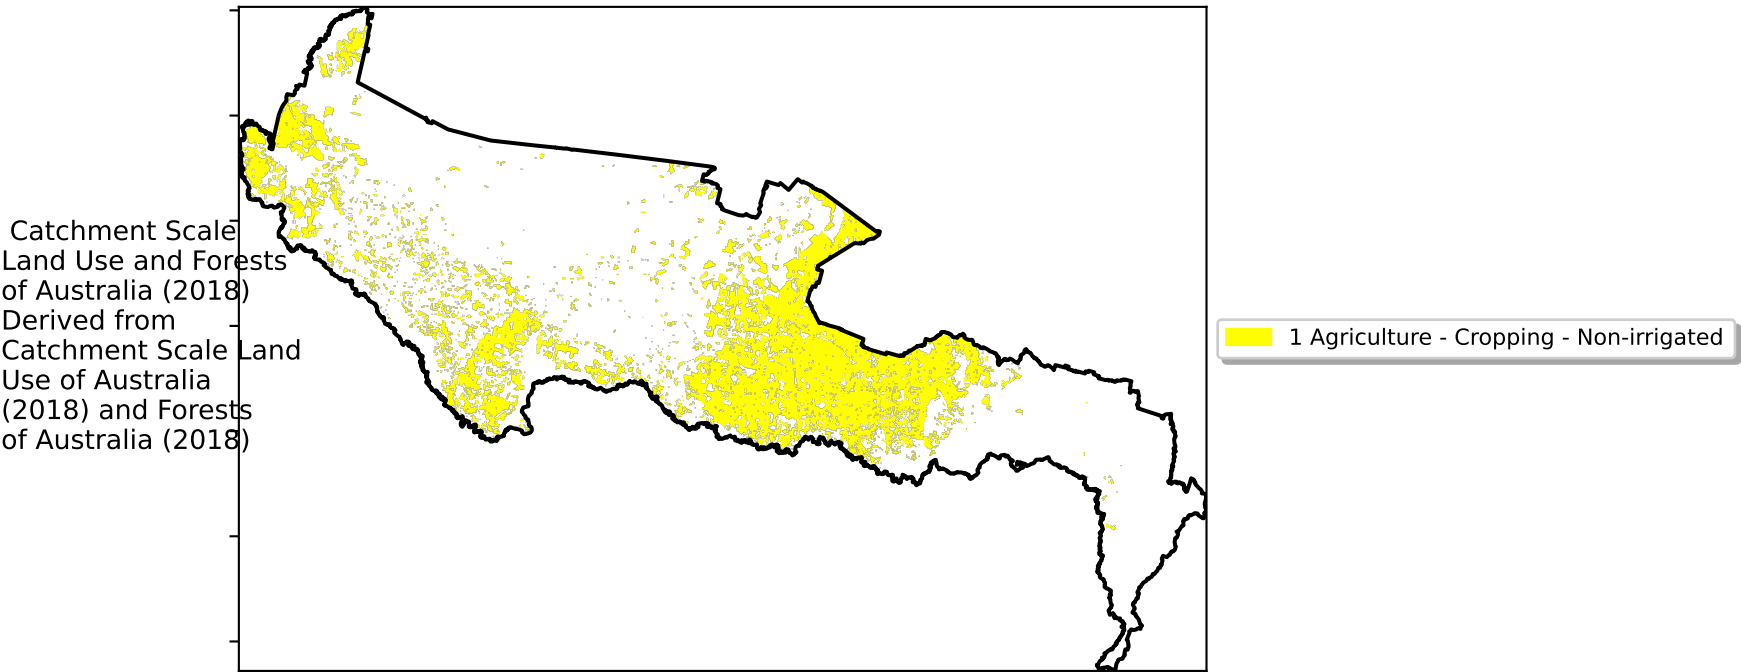 Catchment Scale
Land Use and Forests
of Australia (2018)
Derived from
Catchment Scale Land
Use of Australia
(2018) and Forests
of Australia (2018)
1 Agriculture - Cropping - Non-irrigated